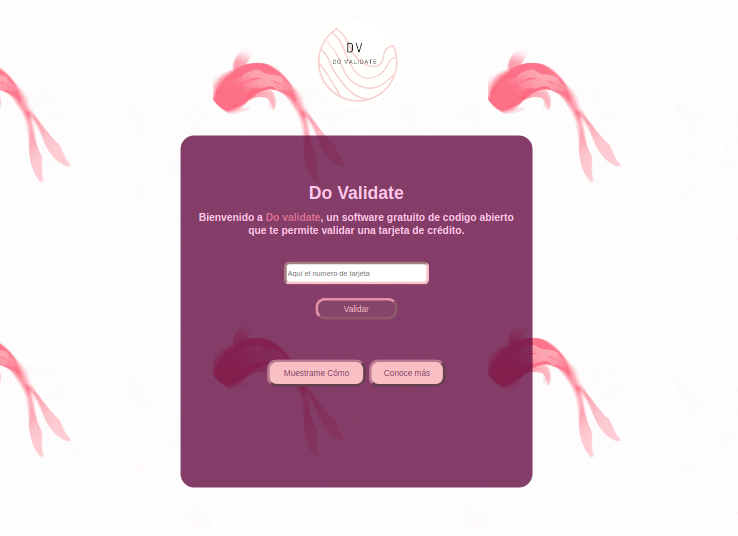 DV
DO VALIDATE
Do Validate
Bienvenido a Do validate, un software gratuito de codigo abierto
que te permite validar una tarjeta de crédito.
Aquí el numero de tarjeta
Validar
Muestrame Cómo
Conoce más